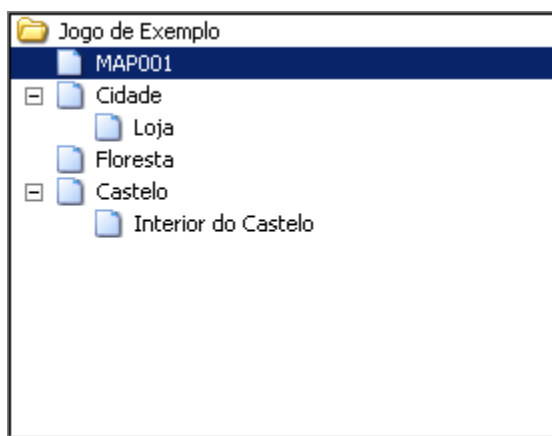 Jogo de Exemplo
MAP001
Cidade
Loja
Floresta
Castelo
Interior do Castelo